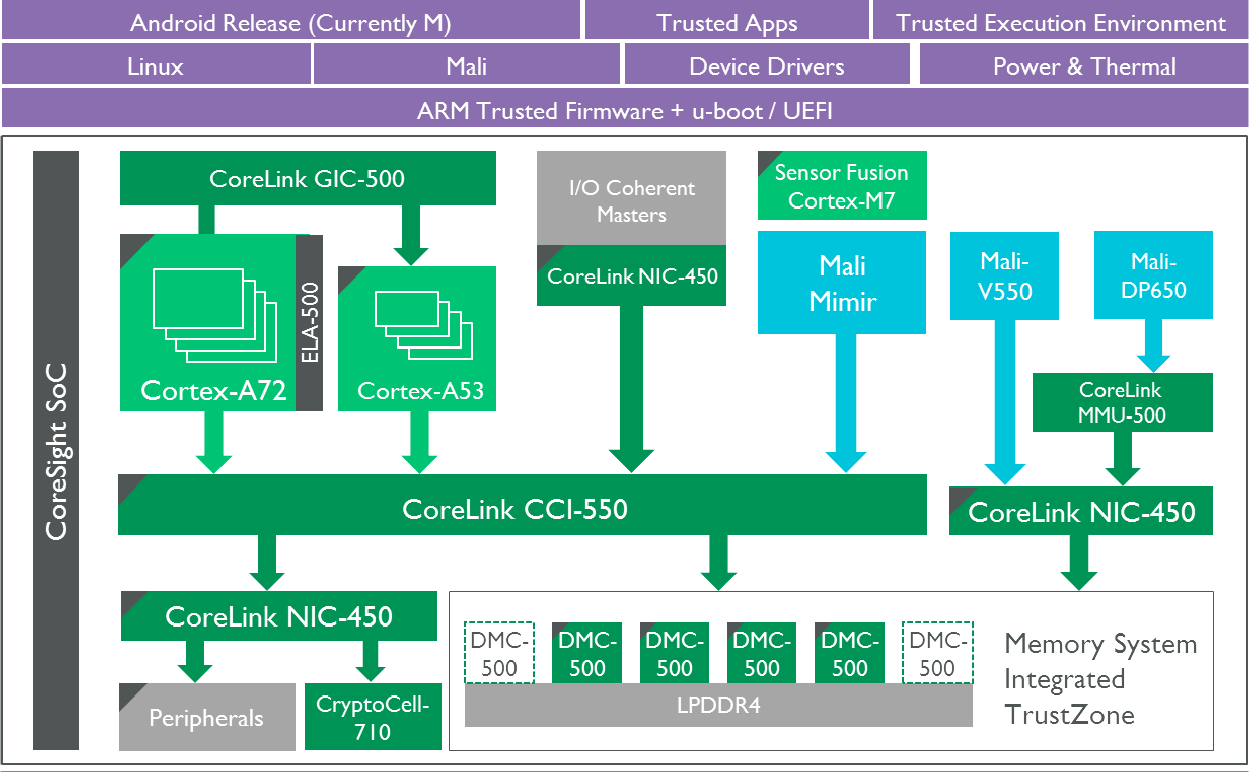 Android Release (Currently M)
Trusted Apps
Trusted Execution Environment
Linux
Mali
Device Drivers
Power & Thermal
ARM Trusted Firmware + u-boot / UEFI
CoreSight SoC
CoreLink GIC-500
I/O Coherent
Masters
CoreLink NIC-450
Sensor Fusion
Cortex-M7
Mali
Mimir
Mali-
V550
Mali-
DP650
ELA-500
Cortex-A72
Cortex-A53
CoreLink
MMU-500
CoreLink CCI-550
CoreLink NIC-450
CoreLink NIC-450
Peripherals
CryptoCell-
710
DMC-
500
DMC-
500
DMC-
500
DMC-
500
DMC-
500
DMC-
500
LPDDR4
Memory System
Integrated
TrustZone